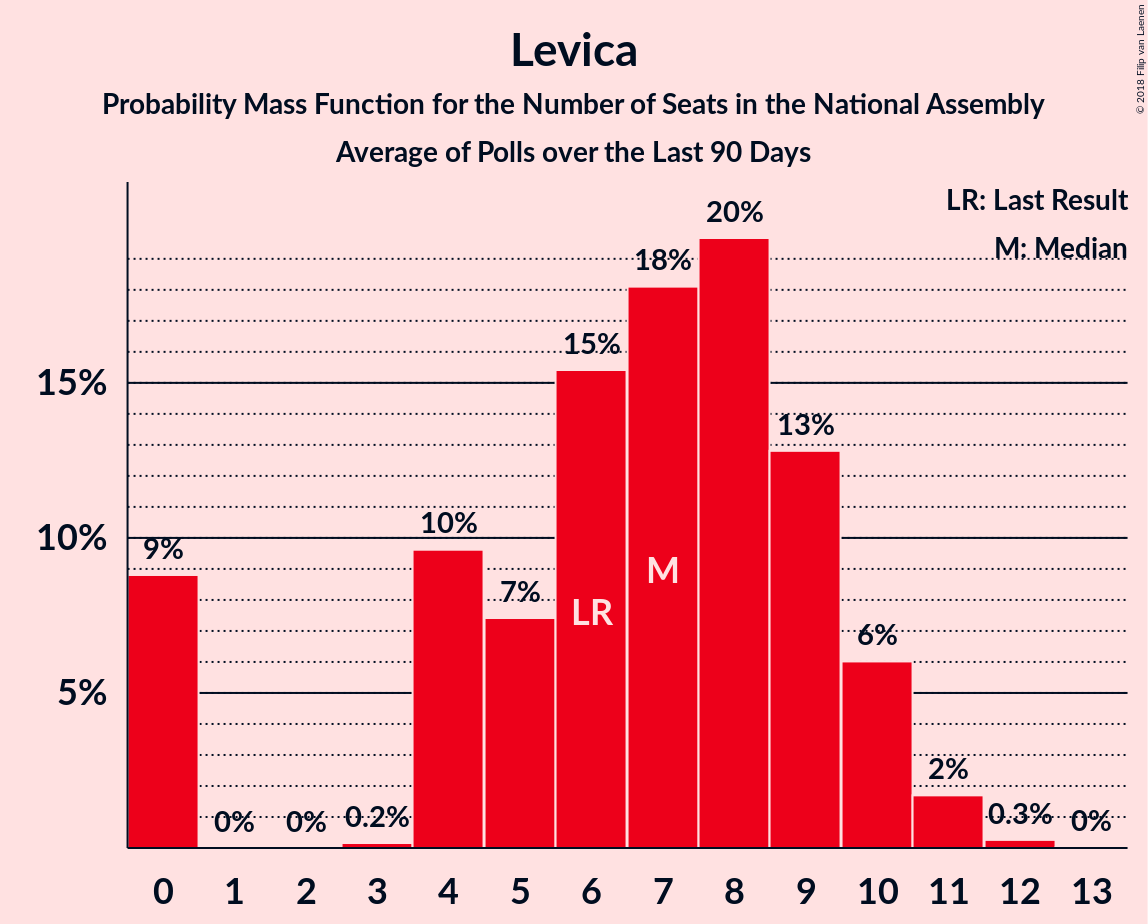 Levica
Probability Mass Function for the Number of Seats in the National Assembly
Average of Polls over the Last 90 Days
© 2018 Filip van Laenen
LR: Last Result
M: Median
20%
18%
15%
13%
10%
9%
7%
6%
2%
0%
0%
0.2%
0.3%
0%
LR
M
15%
10%
5%
0 1 2 3 4 5 6 7 8 9 10 11 12 13